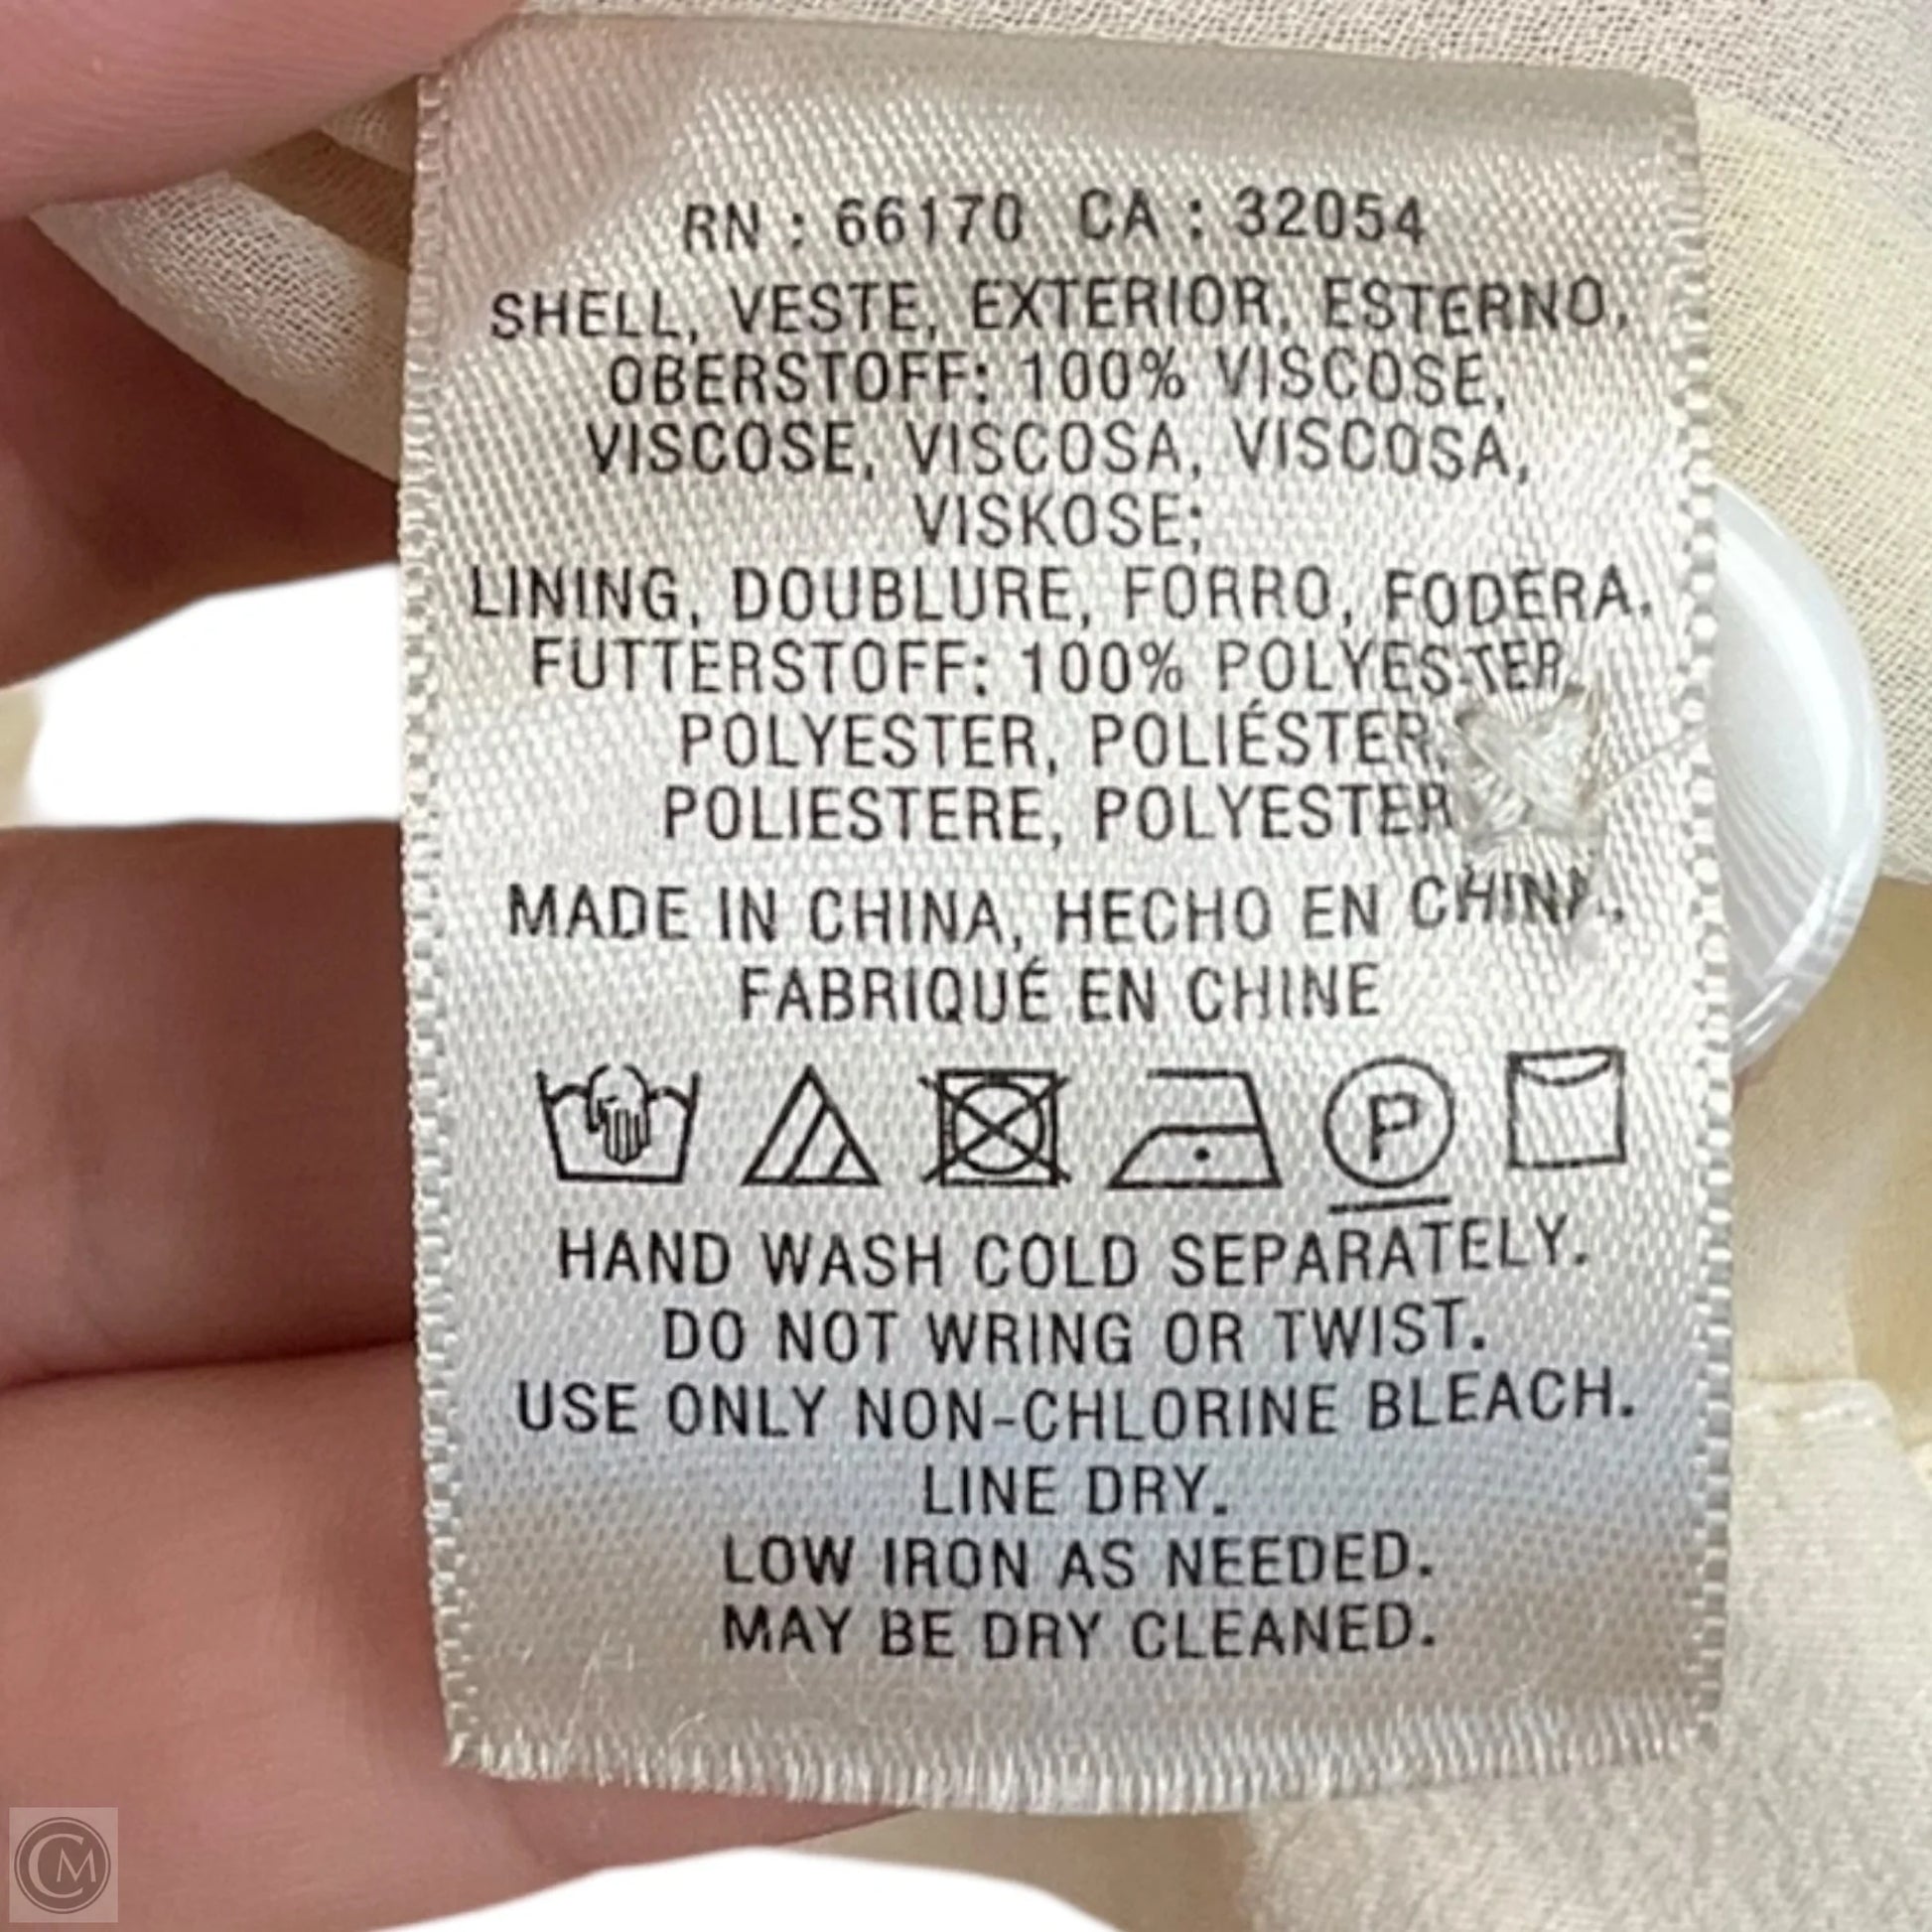 RN : 66170 CA : 32054
SHELL, VESTE, EXTERIOR, ESTERNO,
OBERSTOFF: 100% VISCOSE,
VISCOSE, VISCOSA, VISCOSA,
VISKOSE;
LINING, DOUBLURE, FORRO, FODERA,
FUTTERSTOFF: 100% POLYESTER,
POLYESTER, POLIÉSTER,
POLIESTERE, POLYESTER
MADE IN CHINA, HECHO EN CHINA,
FABRIQUÉ EN CHINE
P
HAND WASH COLD SEPARATELY.
DO NOT WRING OR TWIST.
USE ONLY NON-CHLORINE BLEACH.
LINE DRY.
LOW IRON AS NEEDED.
MAY BE DRY CLEANED.
CM